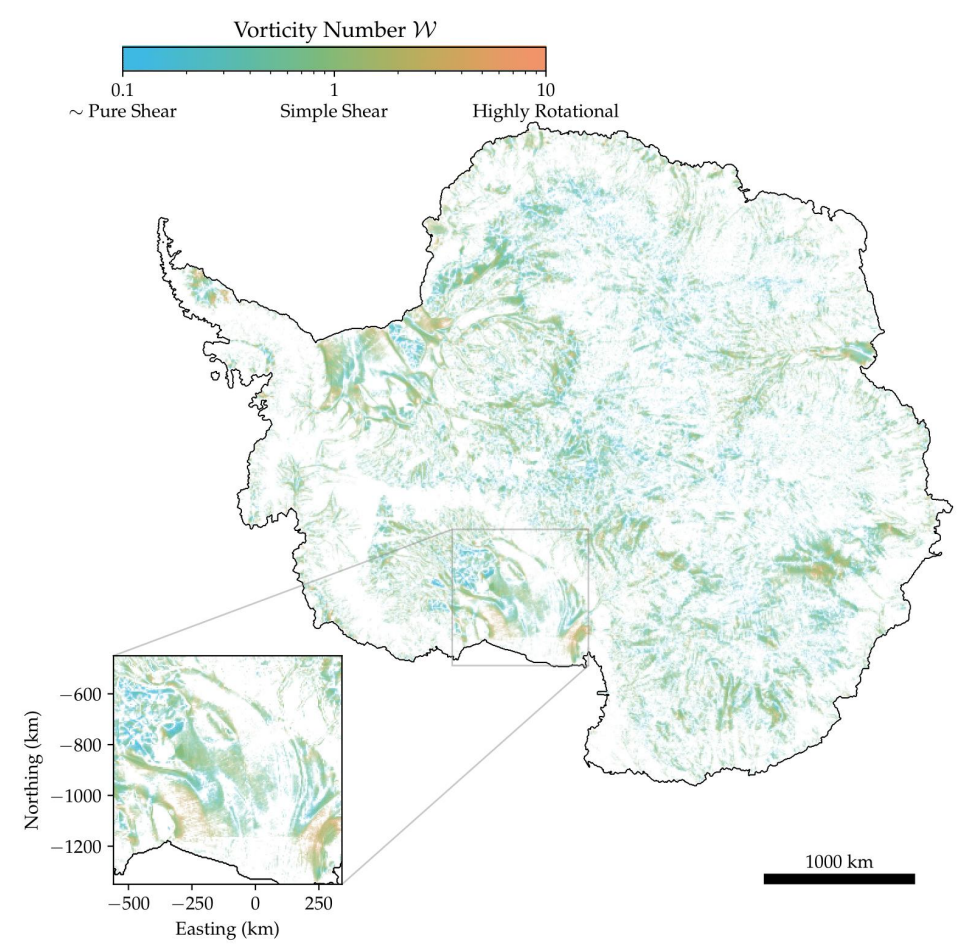 Vorticity Number 𝒲
0.1 1 10
∼ Pure Shear Simple Shear Highly Rotational
−600
−800
−1000
−1200
Northing (km)
−500 −250 0 250
Easting (km)
1000 km